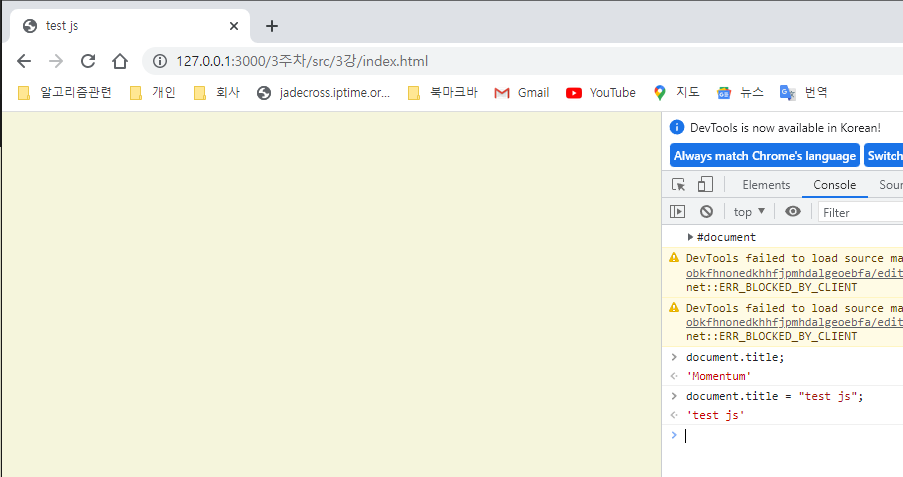 test js
127.0.0.1:3000/3주차/src/3강/index.html
알고리즘관련 개인 회사 jadecross.iptime.or... 북마크바 Gmail YouTube 지도 뉴스 번역
DevTools is now available in Korean!
Always match Chrome's language Switch
Elements Console Sour
top Filter
#document
DevTools failed to load source ma
obkfhnonedkhhfjpmhdalgeoebfa/edit
net::ERR_BLOCKED_BY_CLIENT
DevTools failed to load source ma
obkfhnonedkhhfjpmhdalgeoebfa/edit
net::ERR_BLOCKED_BY_CLIENT
document.title;
'Momentum'
document.title = "test js";
'test js'